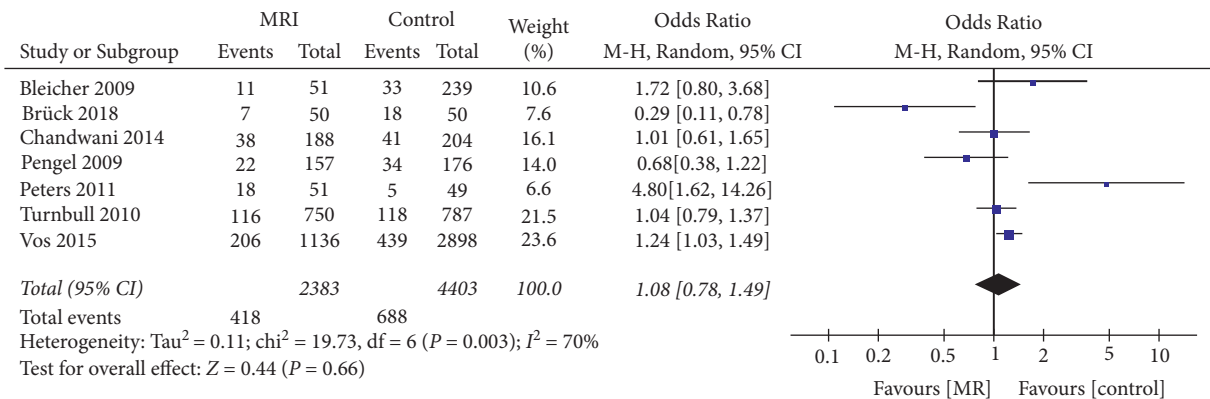 MRI Control Weight Odds Ratio Odds Ratio
Study or Subgroup Events Total Events Total (%) M-H, Random, 95% CI M-H, Random, 95% CI
Bleicher 2009 11 51 33 239 10.6 1.72 [0.80, 3.68]
Brück 2018 7 50 18 50 7.6 0.29 [0.11, 0.78]
Chandwani 2014 38 188 41 204 16.1 1.01 [0.61, 1.65]
Pengel 2009 22 157 34 176 14.0 0.68[0.38, 1.22]
Peters 2011 18 51 5 49 6.6 4.80[1.62, 14.26]
Turnbull 2010 116 750 118 787 21.5 1.04 [0.79, 1.37]
Vos 2015 206 1136 439 2898 23.6 1.24 [1.03, 1.49]
Total (95% CI) 2383 4403 100.0 1.08 [0.78, 1.49]
Total events 418 688
Heterogeneity: Tau² = 0.11; chi² = 19.73, df = 6 (P = 0.003); I² = 70%
Test for overall effect: Z = 0.44 (P = 0.66)
0.1 0.2 0.5 1 2 5 10
Favours [MR] Favours [control]